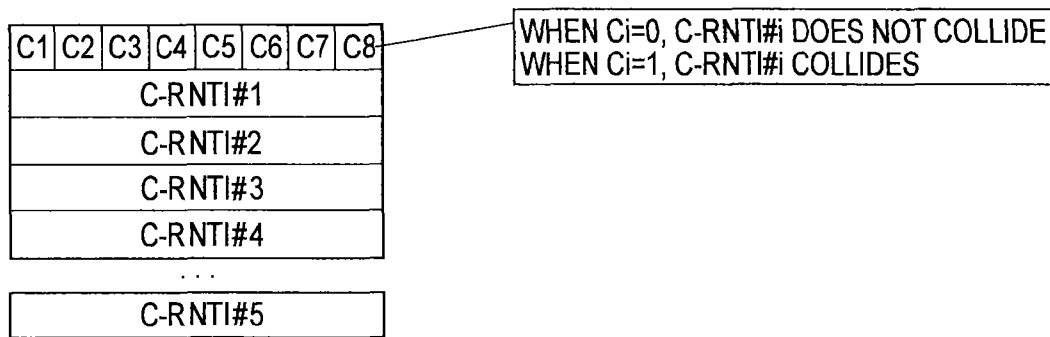 C1 C2 C3 C4 C5 C6 C7 C8
WHEN Ci=0, C-RNTI#i DOES NOT COLLIDE
WHEN Ci=1, C-RNTI#i COLLIDES
C-RNTI#1
C-RNTI#2
C-RNTI#3
C-RNTI#4
...
C-RNTI#5